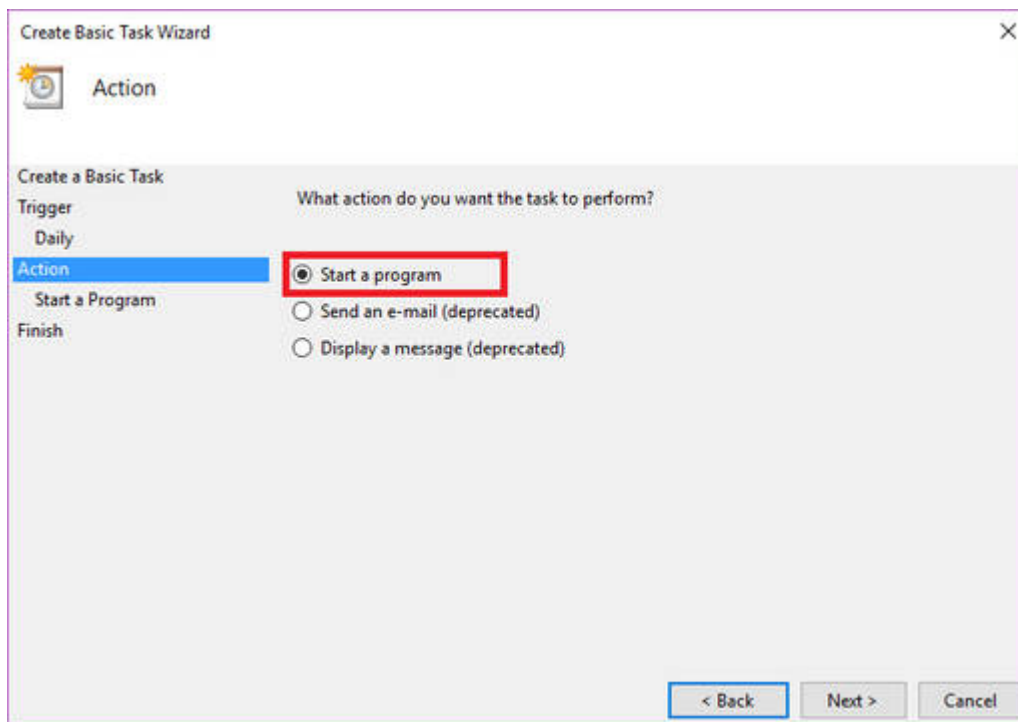 Create Basic Task Wizard
Action
Create a Basic Task
Trigger
Daily
Action
Start a Program
Finish
What action do you want the task to perform?
Start a program
Send an e-mail (deprecated)
Display a message (deprecated)
< Back
Next >
Cancel